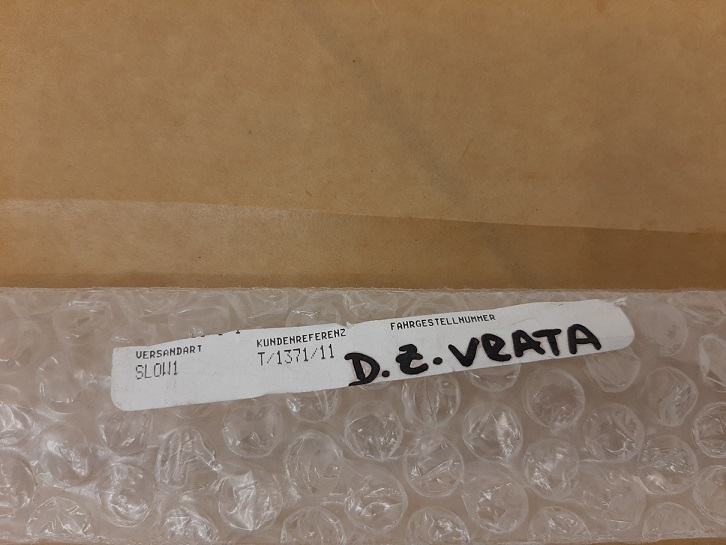 VERSANDART KUNDENREFERENZ FAHRGESTELLNUMMER
SLOW1 T/1371/11
D.Z.VRATA